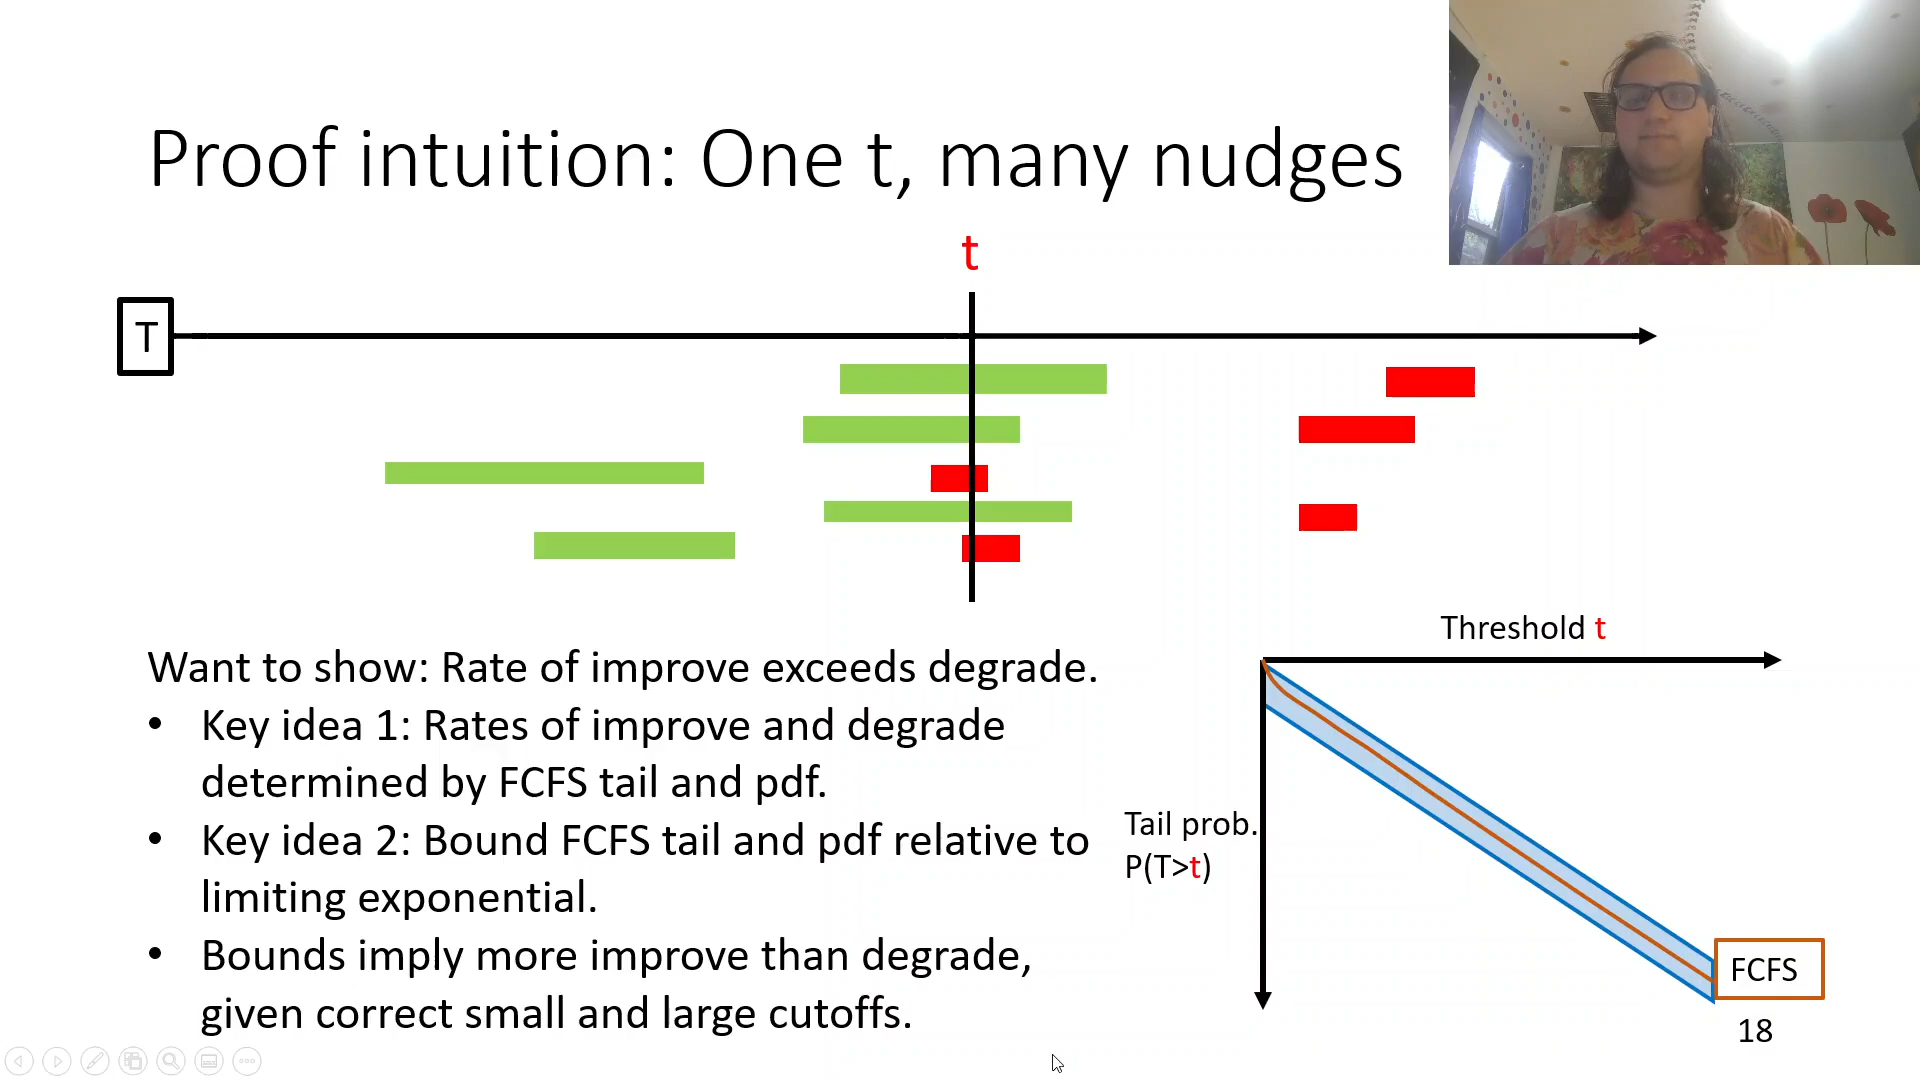 Proof intuition: One t, many nudges
t
T
Want to show: Rate of improve exceeds degrade.
• Key idea 1: Rates of improve and degrade
determined by FCFS tail and pdf.
• Key idea 2: Bound FCFS tail and pdf relative to
limiting exponential.
• Bounds imply more improve than degrade,
given correct small and large cutoffs.
Threshold t
Tail prob.
P(T>t)
FCFS
18